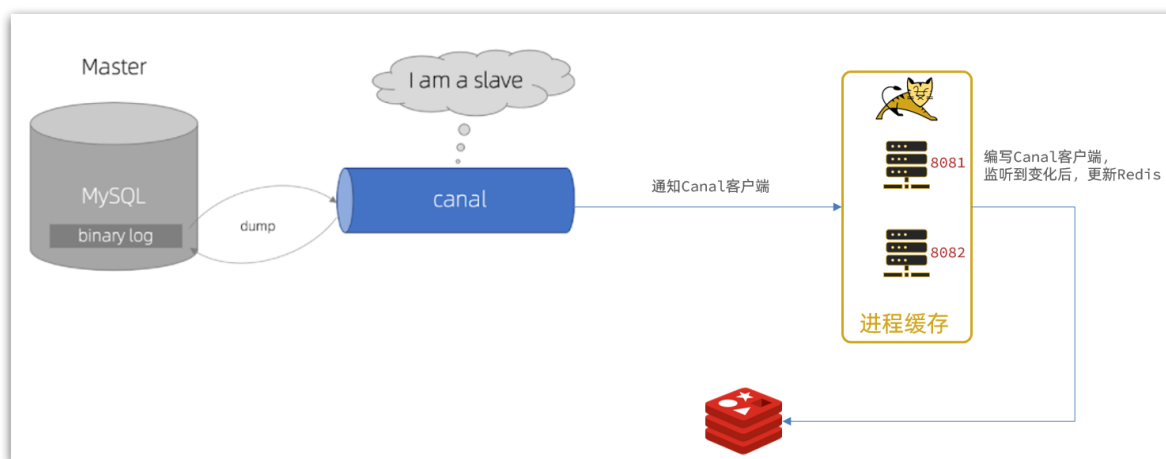 Master
I am a slave
MySQL
binary log
dump
canal
通知Canal客户端
8081
编写Canal客户端，
监听到变化后，更新Redis
8082
进程缓存